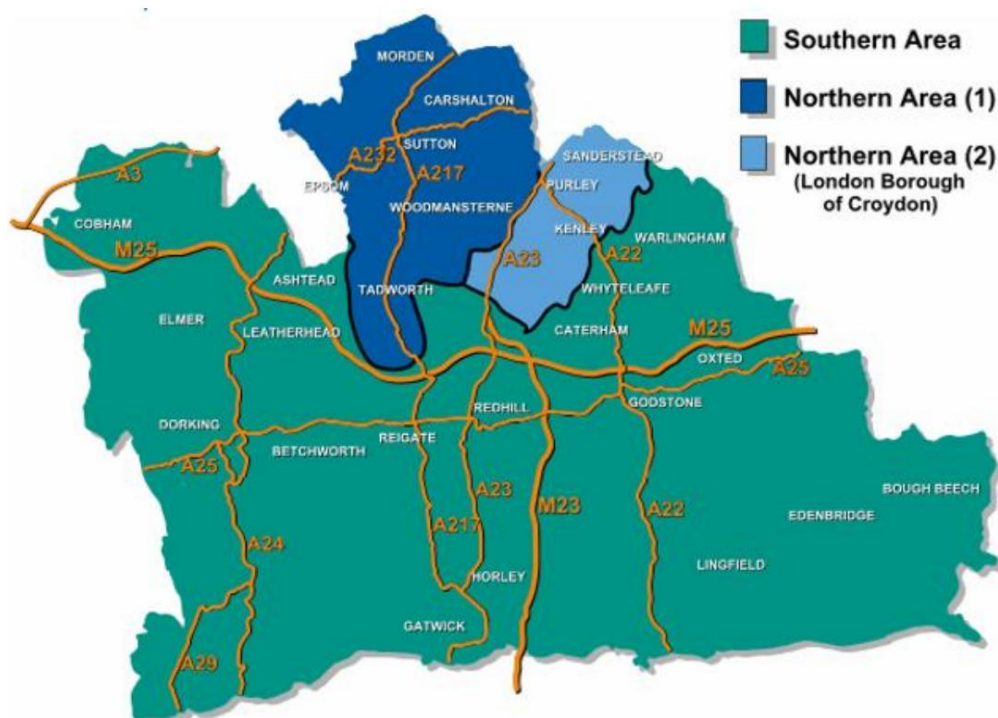 Southern Area
Northern Area (1)
Northern Area (2)
(London Borough
of Croydon)
MORDEN
CARSHALTON
SUTTON
A232
A217
EPSOM
WOODMANSTERNE
SANDERSTEAD
PURLEY
KENLEY
A3
COBHAM
M25
A23
A22
WARLINGHAM
ASHTEAD
TADWORTH
WHYTELEAFE
ELMER
LEATHERHEAD
CATERHAM
M25
OXTED
A25
GODSTONE
REDHILL
DORKING
REIGATE
BETCHWORTH
A25
A23
M23
A22
BOUGH BEECH
EDENBRIDGE
A217
A24
LINGFIELD
HORLEY
GATWICK
A29